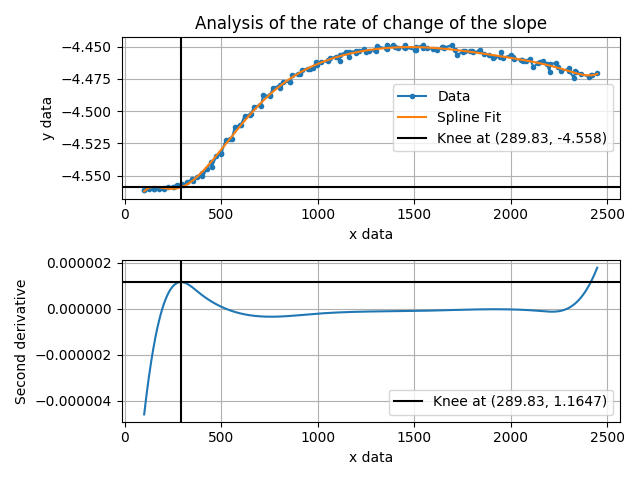 Analysis of the rate of change of the slope
−4.450
−4.475
−4.500
−4.525
−4.550
y data
Data
Spline Fit
Knee at (289.83, -4.558)
0
500
1000
1500
2000
2500
x data
0.000002
0.000000
−0.000002
−0.000004
Second derivative
Knee at (289.83, 1.1647)
0
500
1000
1500
2000
2500
x data